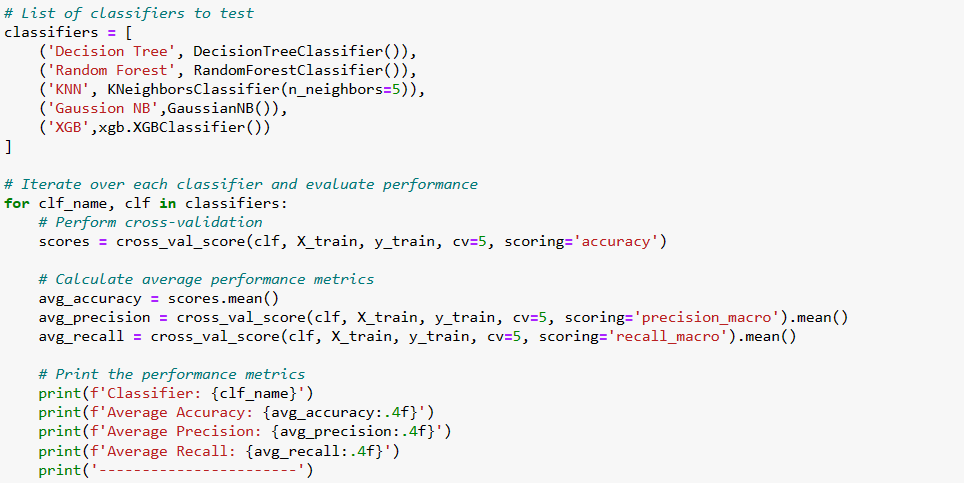 # List of classifiers to test
classifiers = [
    ('Decision Tree', DecisionTreeClassifier()),
    ('Random Forest', RandomForestClassifier()),
    ('KNN', KNeighborsClassifier(n_neighbors=5)),
    ('Gaussion NB',GaussianNB()),
    ('XGB',xgb.XGBClassifier())
]

# Iterate over each classifier and evaluate performance
for clf_name, clf in classifiers:
    # Perform cross-validation
    scores = cross_val_score(clf, X_train, y_train, cv=5, scoring='accuracy')

    # Calculate average performance metrics
    avg_accuracy = scores.mean()
    avg_precision = cross_val_score(clf, X_train, y_train, cv=5, scoring='precision_macro').mean()
    avg_recall = cross_val_score(clf, X_train, y_train, cv=5, scoring='recall_macro').mean()

    # Print the performance metrics
    print(f'Classifier: {clf_name}')
    print(f'Average Accuracy: {avg_accuracy:.4f}')
    print(f'Average Precision: {avg_precision:.4f}')
    print(f'Average Recall: {avg_recall:.4f}')
    print('-----------------------')